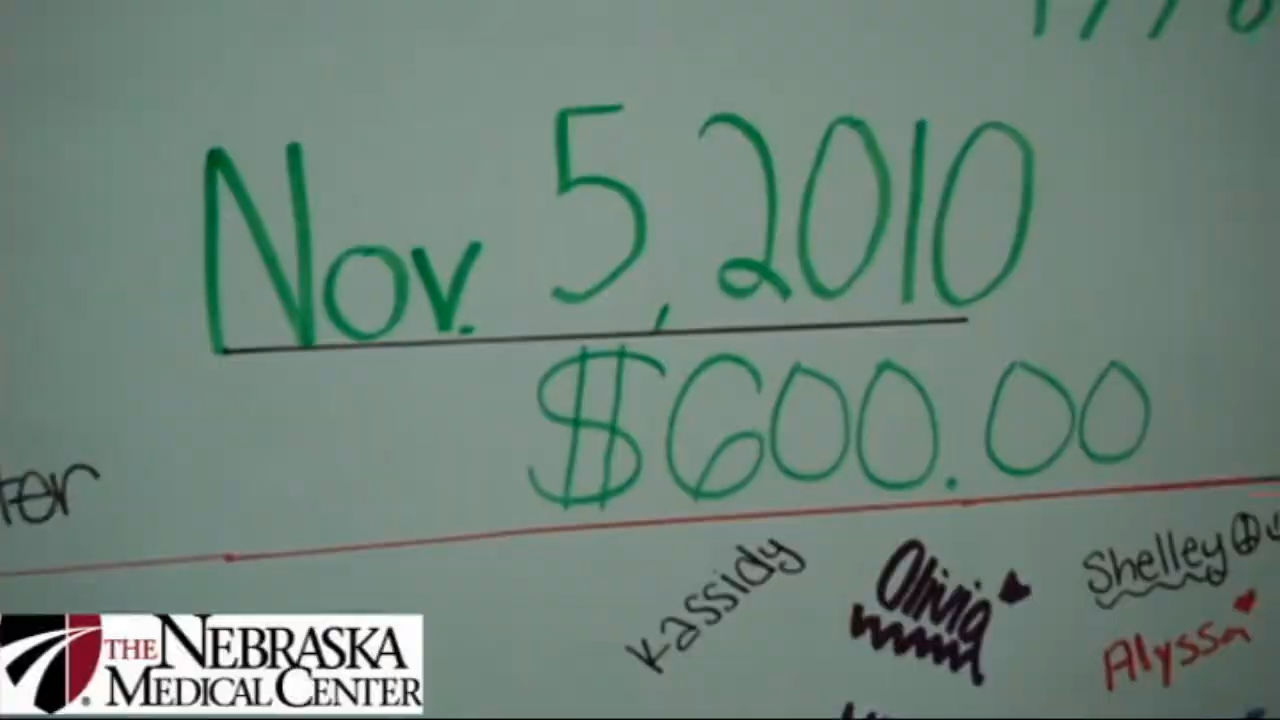 Nov. 5, 2010
$600.00
Kassidy
Olivia
Shelley
Alyssa
THE NEBRASKA
MEDICAL CENTER